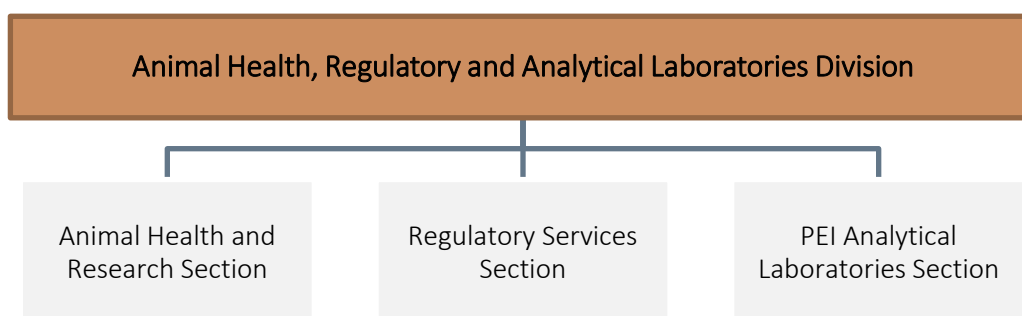 Animal Health, Regulatory and Analytical Laboratories Division
Animal Health and
Research Section
Regulatory Services
Section
PEI Analytical
Laboratories Section